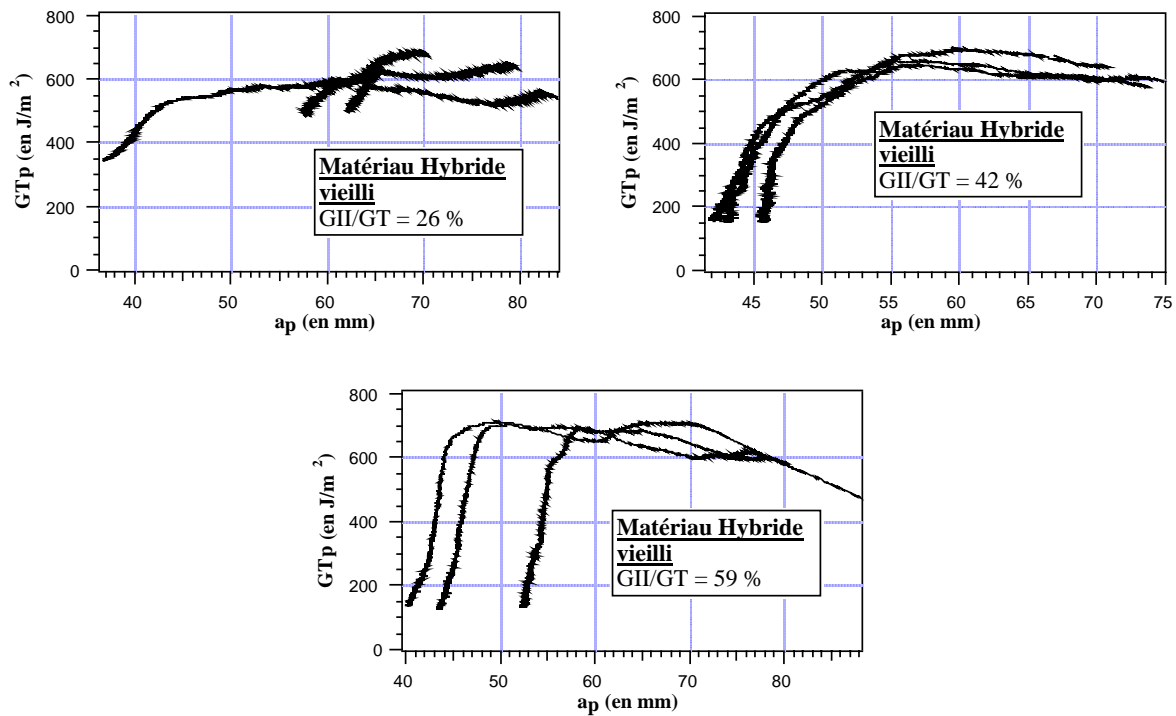 800
600
400
200
0
GTp (en J/m 2)
Matériau Hybride
vieilli
GII/GT = 26 %
40 50 60 70 80
ap (en mm)
800
600
400
200
0
GTp (en J/m 2)
Matériau Hybride
vieilli
GII/GT = 42 %
45 50 55 60 65 70 75
ap (en mm)
800
600
400
200
0
GTp (en J/m 2)
Matériau Hybride
vieilli
GII/GT = 59 %
40 50 60 70 80
ap (en mm)